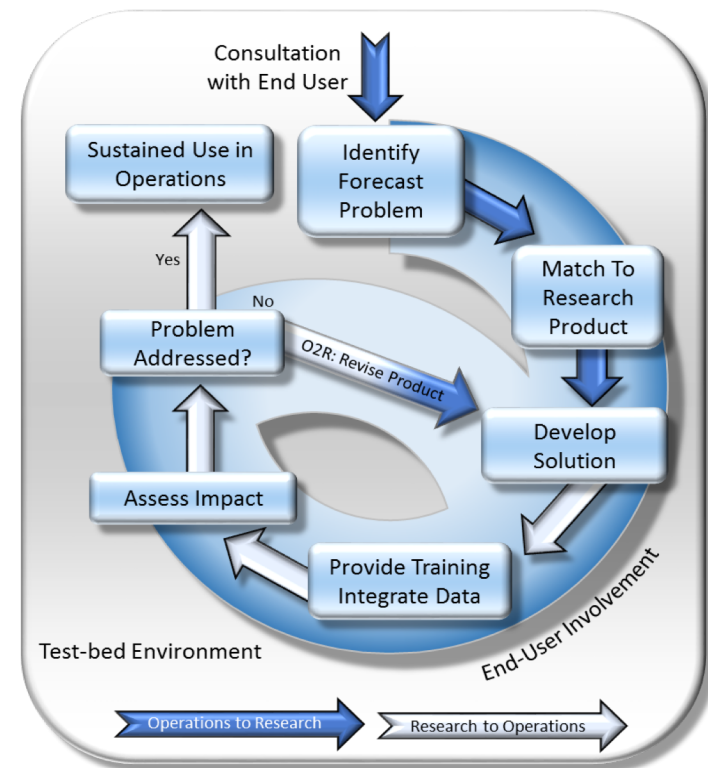 Consultation
with End User
Identify
Forecast
Problem
Sustained Use in
Operations
Match To
Research
Product
Yes
No
Problem
Addressed?
O2R: Revise Product
Develop
Solution
Assess Impact
Provide Training
Integrate Data
End-User Involvement
Test-bed Environment
Operations to Research
Research to Operations